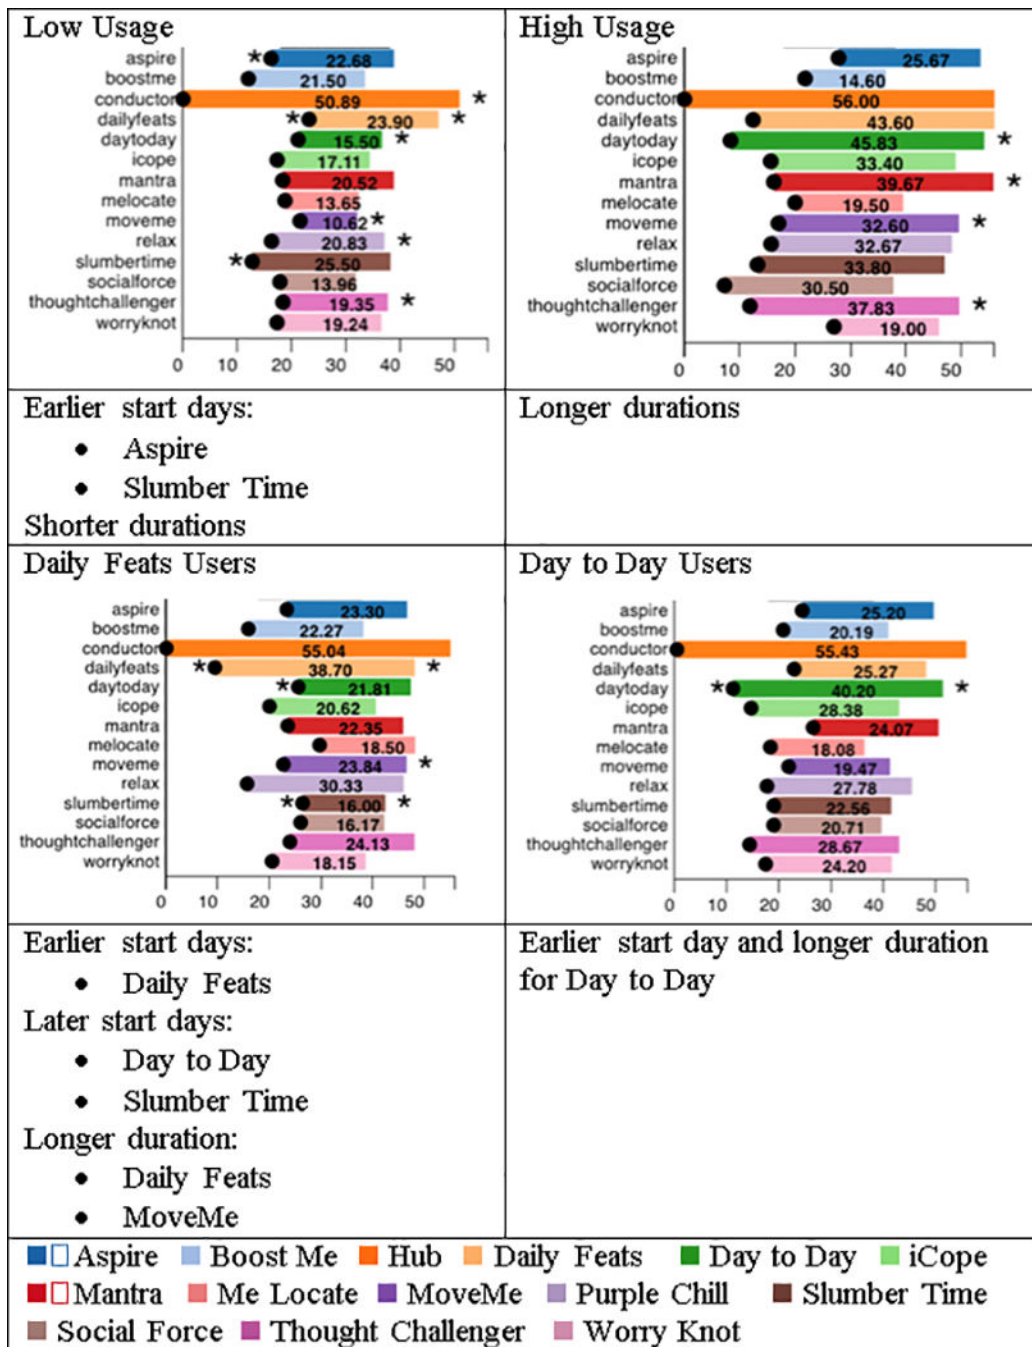 Low Usage
aspire * 22.68
boostme 21.50
conductor 50.89 *
dailyfeats * 23.90 *
daytoday 15.50 *
icope 17.11
mantra 20.52
melocate 13.65
moveme 10.62 *
relax 20.83 *
slumbertime * 25.50
socialforce 13.96
thoughtchallenger 19.35 *
worryknot 19.24
0 10 20 30 40 50
High Usage
aspire 25.67
boostme 14.60
conductor 56.00
dailyfeats 43.60
daytoday 45.83 *
icope 33.40
mantra 39.67 *
melocate 19.50
moveme 32.60 *
relax 32.67
slumbertime 33.80
socialforce 30.50
thoughtchallenger 37.83 *
worryknot 19.00
0 10 20 30 40 50
Earlier start days:
• Aspire
• Slumber Time
Shorter durations
Longer durations
Daily Feats Users
aspire 23.30
boostme 22.27
conductor 55.04
dailyfeats * 38.70 *
daytoday * 21.81
icope 20.62
mantra 22.35
melocate 18.50
moveme 23.84 *
relax 30.33
slumbertime * 16.00 *
socialforce 16.17
thoughtchallenger 24.13
worryknot 18.15
0 10 20 30 40 50
Day to Day Users
aspire 25.20
boostme 20.19
conductor 55.43
dailyfeats 25.27
daytoday * 40.20 *
icope 28.38
mantra 24.07
melocate 18.08
moveme 19.47
relax 27.78
slumbertime 22.56
socialforce 20.71
thoughtchallenger 28.67
worryknot 24.20
0 10 20 30 40 50
Earlier start days:
• Daily Feats
Later start days:
• Day to Day
• Slumber Time
Longer duration:
• Daily Feats
• MoveMe
Earlier start day and longer duration
for Day to Day
Aspire Boost Me Hub Daily Feats Day to Day iCope
Mantra Me Locate MoveMe Purple Chill Slumber Time
Social Force Thought Challenger Worry Knot